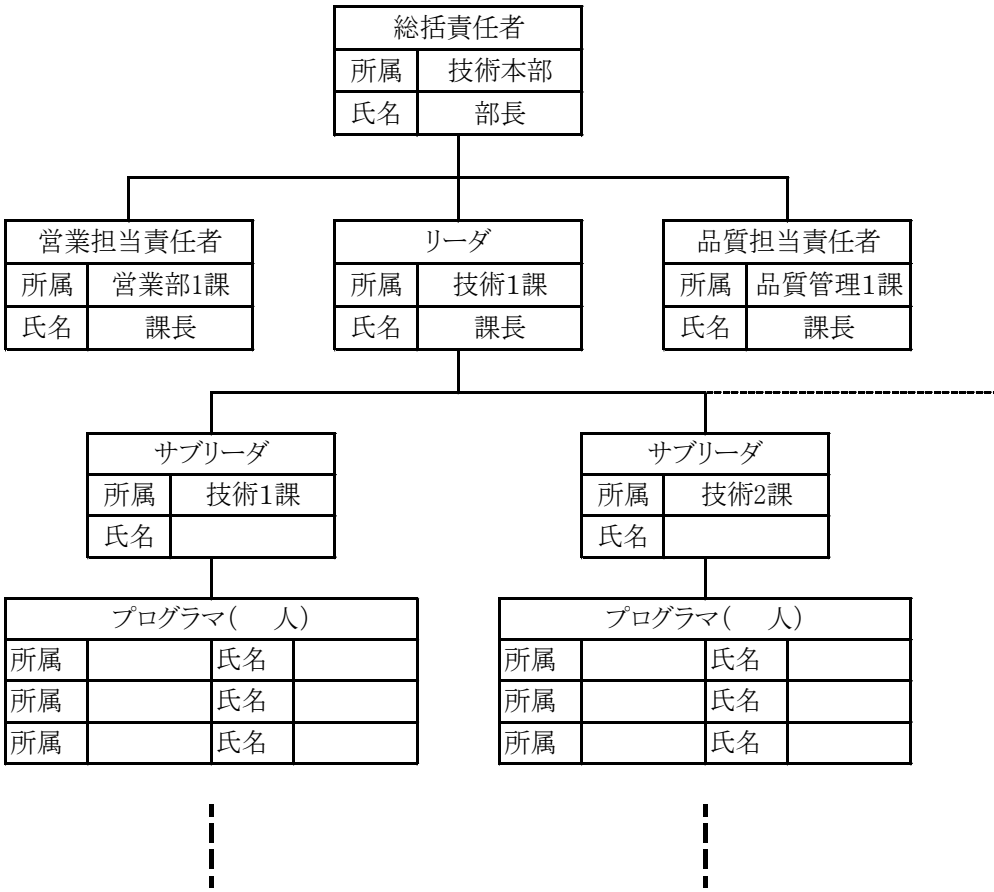 総括責任者
所属 技術本部
氏名 部長
営業担当責任者
所属 営業部1課
氏名 課長
リーダ
所属 技術1課
氏名 課長
品質担当責任者
所属 品質管理1課
氏名 課長
サブリーダ
所属 技術1課
氏名
サブリーダ
所属 技術2課
氏名
プログラマ(　人)
所属 氏名
所属 氏名
所属 氏名
プログラマ(　人)
所属 氏名
所属 氏名
所属 氏名